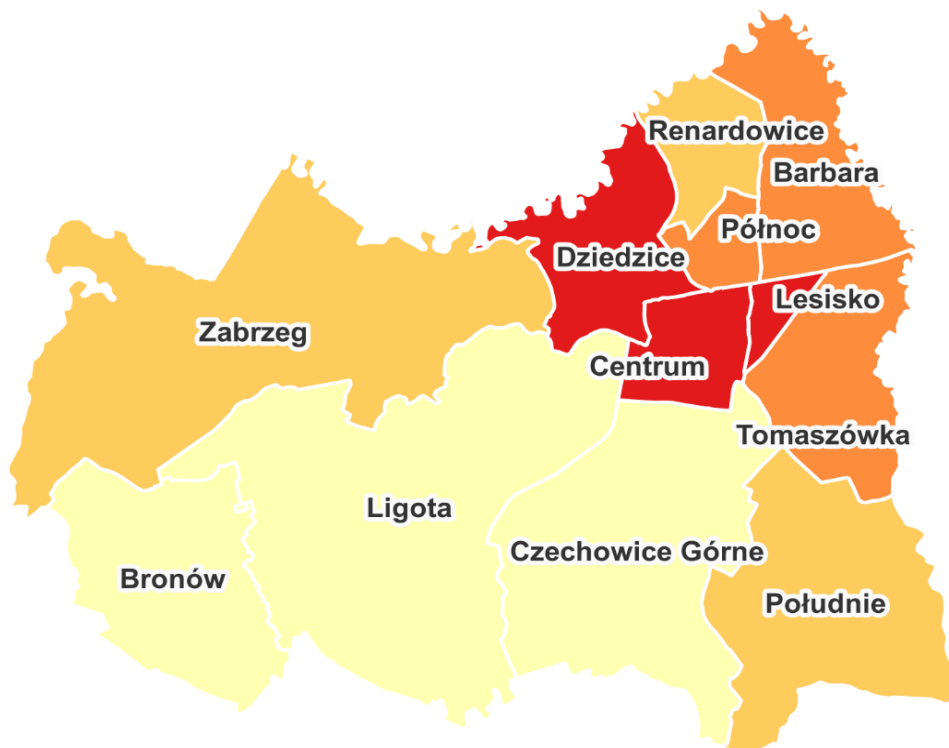 Renardowice
Barbara
Północ
Dziedzice
Lesisko
Zabrzeg
Centrum
Tomaszówka
Ligota
Czechowice Górne
Bronów
Południe